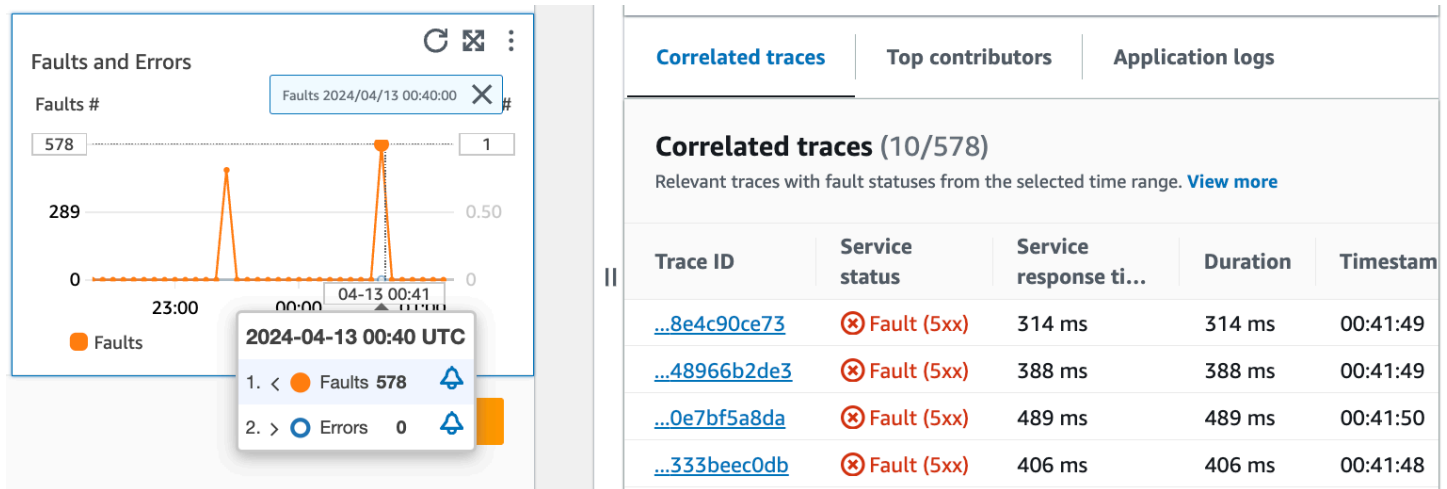 Faults and Errors
Faults 2024/04/13 00:40:00
Faults #
#
578
1
289
0.50
0
0
04-13 00:41
23:00
00:00
01:00
Faults
2024-04-13 00:40 UTC
1. < Faults 578
2. > Errors 0
Correlated traces
Top contributors
Application logs
Correlated traces (10/578)
Relevant traces with fault statuses from the selected time range. View more
Trace ID
Service status
Service response ti...
Duration
Timestam
...8e4c90ce73 Fault (5xx) 314 ms 314 ms 00:41:49
...48966b2de3 Fault (5xx) 388 ms 388 ms 00:41:49
...0e7bf5a8da Fault (5xx) 489 ms 489 ms 00:41:50
...333beec0db Fault (5xx) 406 ms 406 ms 00:41:48